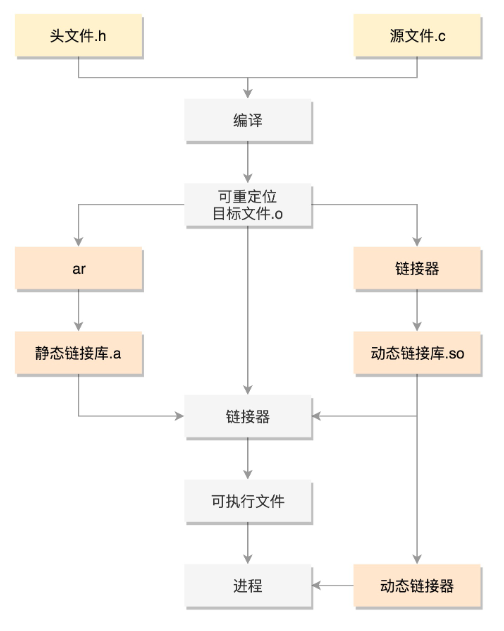 头文件.h
源文件.c
编译
可重定位
目标文件.o
ar
链接器
静态链接库.a
动态链接库.so
链接器
可执行文件
进程
动态链接器